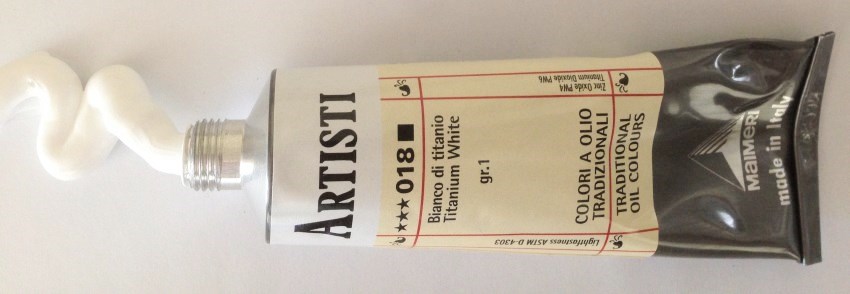 ARTISTI
★★★018■
Bianco di titanio
Titanium White
gr.1
COLORI A OLIO
TRADIZIONALI
TRADITIONAL
OIL COLOURS
Zinc Oxide PW4
Titanium Dioxide PW6
Lightfastness ASTM D-4303
MaiMeRi
made in Italy